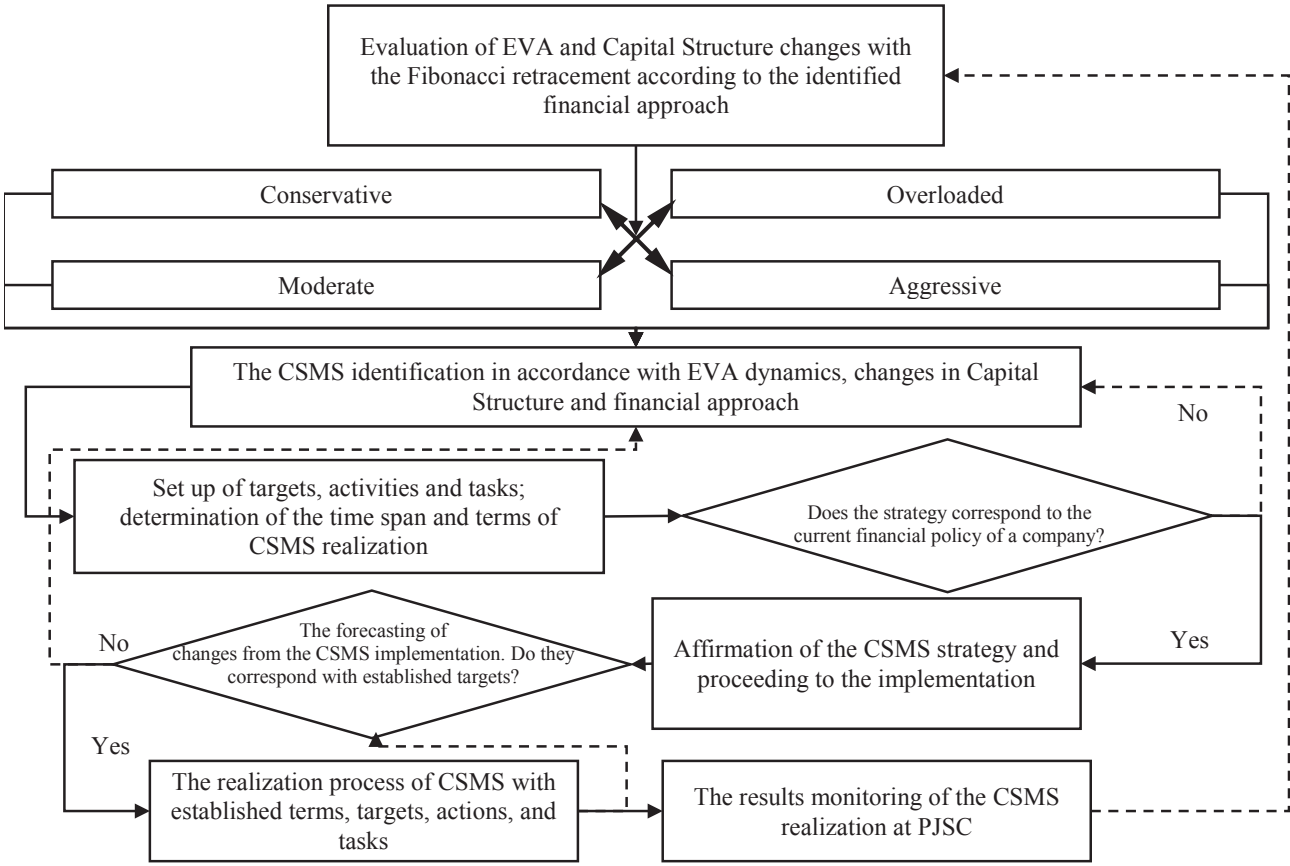 Evaluation of EVA and Capital Structure changes with
the Fibonacci retracement according to the identified
financial approach
Conservative
Overloaded
Moderate
Aggressive
The CSMS identification in accordance with EVA dynamics, changes in Capital
Structure and financial approach
No
Set up of targets, activities and tasks;
determination of the time span and terms of
CSMS realization
Does the strategy correspond to the
current financial policy of a company?
Yes
Affirmation of the CSMS strategy and
proceeding to the implementation
No
The forecasting of
changes from the CSMS implementation. Do they
correspond with established targets?
Yes
The realization process of CSMS with
established terms, targets, actions, and
tasks
The results monitoring of the CSMS
realization at PJSC